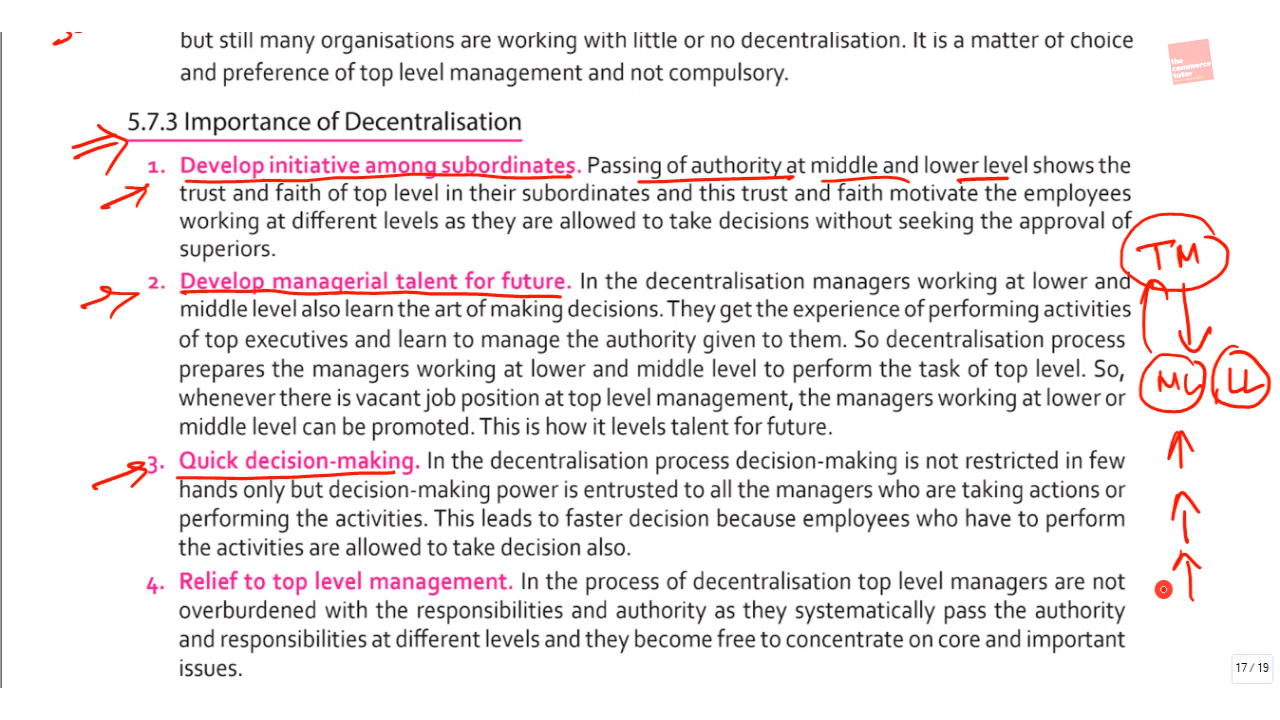 but still many organisations are working with little or no decentralisation. It is a matter of choice
and preference of top level management and not compulsory.
the
commerce
tutor
5.7.3 Importance of Decentralisation
1. Develop initiative among subordinates. Passing of authority at middle and lower level shows the
trust and faith of top level in their subordinates and this trust and faith motivate the employees
working at different levels as they are allowed to take decisions without seeking the approval of
superiors.
TM
2. Develop managerial talent for future. In the decentralisation managers working at lower and
middle level also learn the art of making decisions. They get the experience of performing activities
of top executives and learn to manage the authority given to them. So decentralisation process
prepares the managers working at lower and middle level to perform the task of top level. So,
ML LL
whenever there is vacant job position at top level management, the managers working at lower or
middle level can be promoted. This is how it levels talent for future.
3. Quick decision-making. In the decentralisation process decision-making is not restricted in few
hands only but decision-making power is entrusted to all the managers who are taking actions or
performing the activities. This leads to faster decision because employees who have to perform
the activities are allowed to take decision also.
4. Relief to top level management. In the process of decentralisation top level managers are not
overburdened with the responsibilities and authority as they systematically pass the authority
and responsibilities at different levels and they become free to concentrate on core and important
issues.
17 / 19